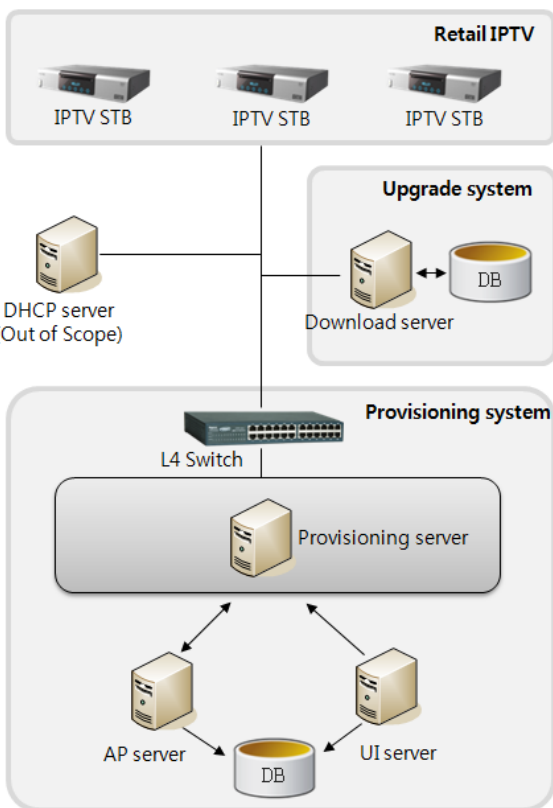 Retail IPTV
IPTV STB
IPTV STB
IPTV STB
Upgrade system
DHCP server
Out of Scope)
Download server
DB
Provisioning system
L4 Switch
Provisioning server
AP server
UI server
DB